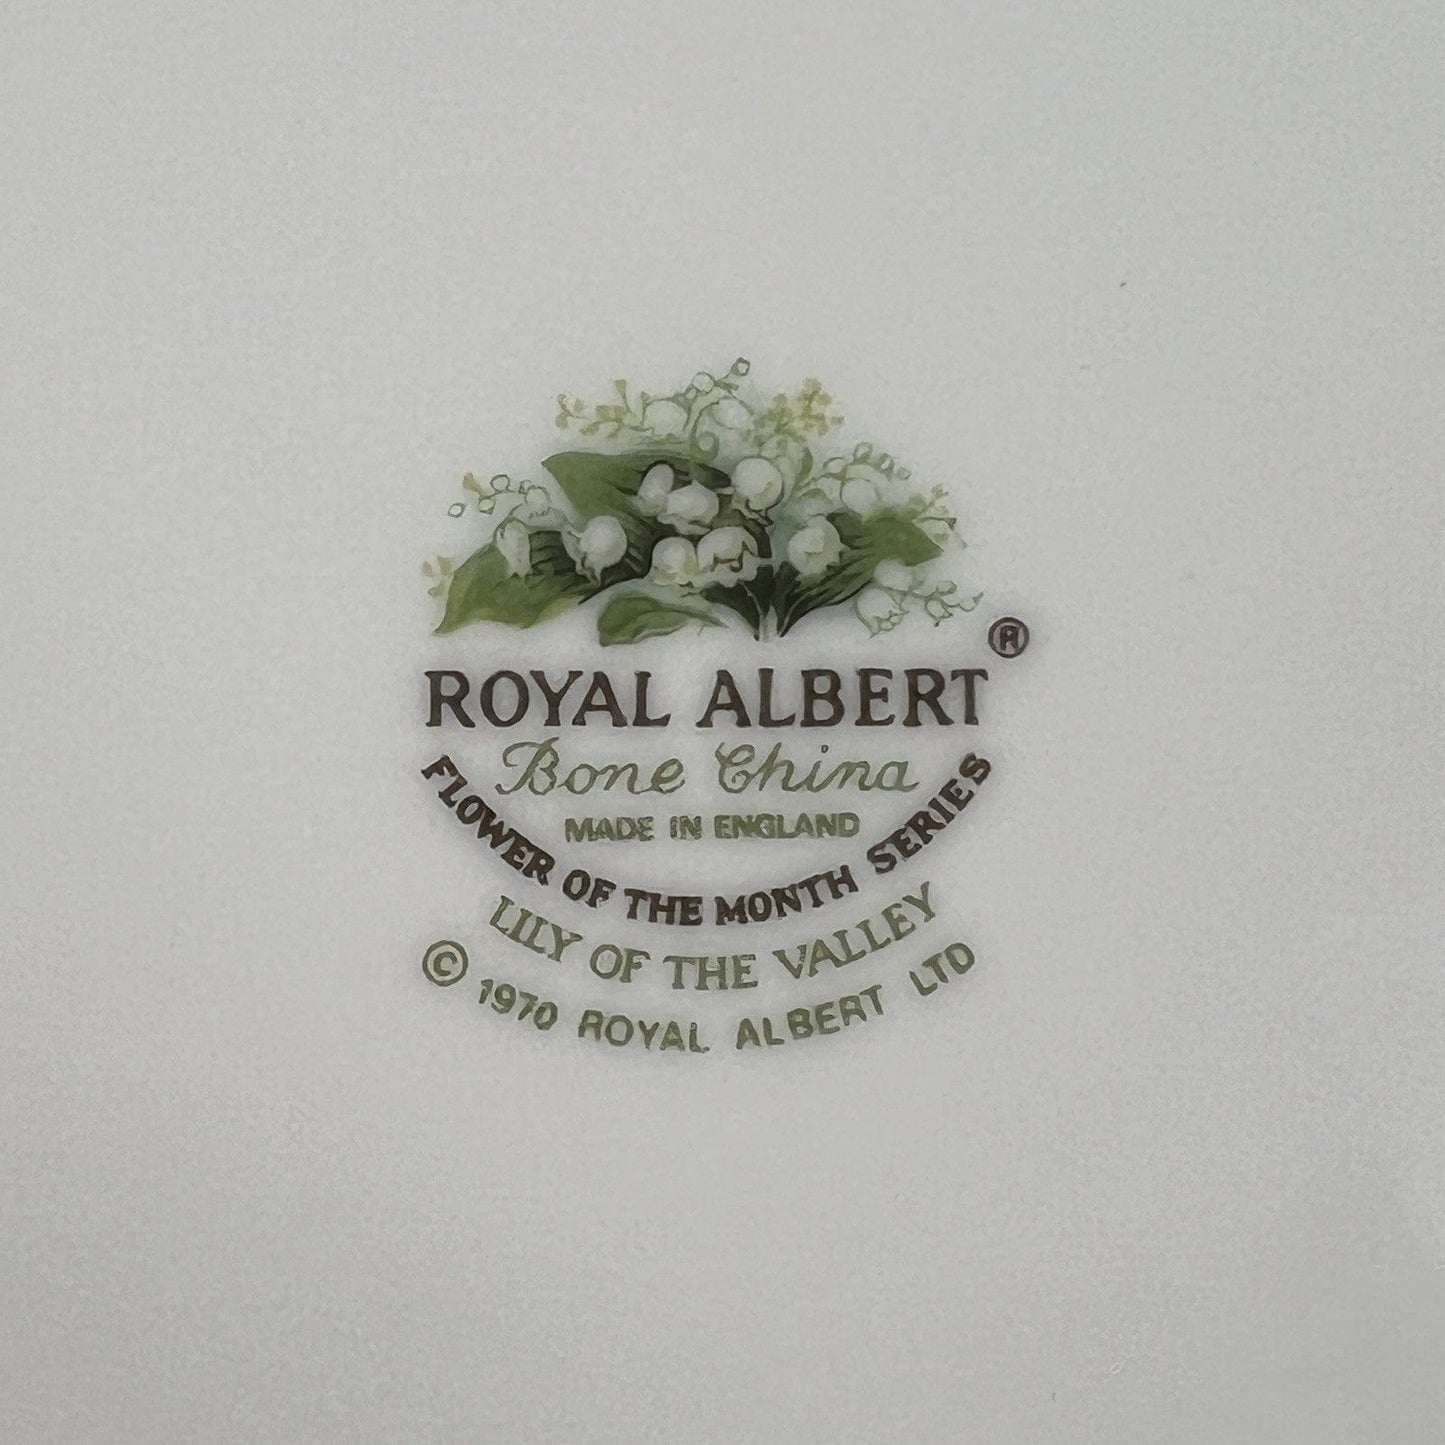 ROYAL ALBERT®
Bone China
MADE IN ENGLAND
FLOWER OF THE MONTH SERIES
LILY OF THE VALLEY
© 1970 ROYAL ALBERT LTD